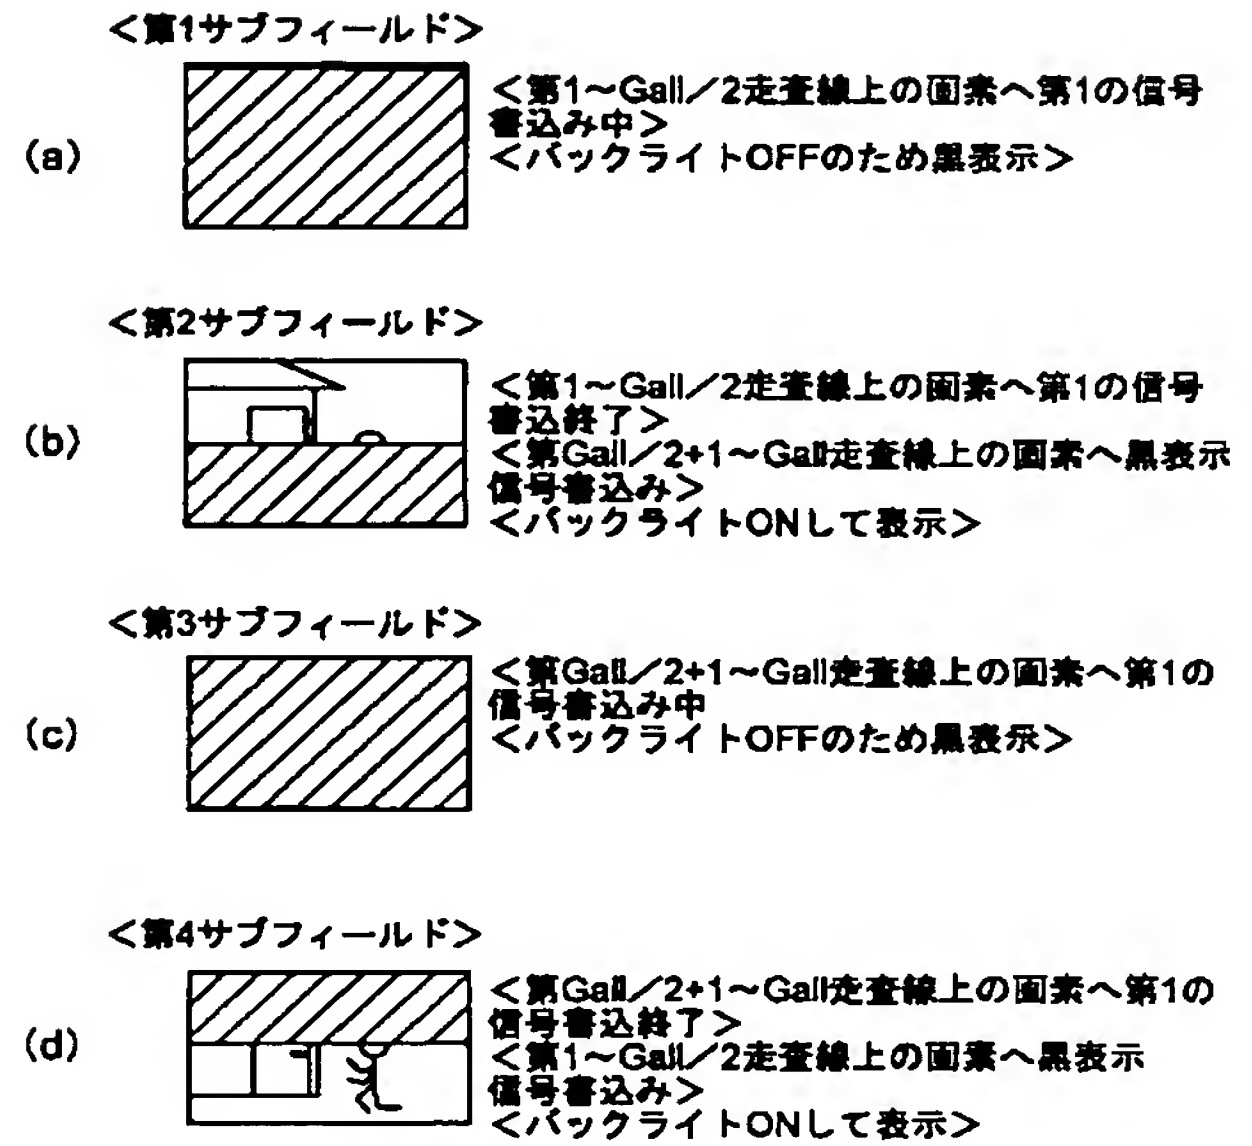 ＜第1サブフィールド＞
(a)
＜第1～Gall／2走査線上の画素へ第1の信号
書込み中＞
＜バックライトOFFのため黒表示＞
＜第2サブフィールド＞
(b)
＜第1～Gall／2走査線上の画素へ第1の信号
書込終了＞
＜第Gall／2+1～Gall走査線上の画素へ黒表示
信号書込み＞
＜バックライトONして表示＞
＜第3サブフィールド＞
(c)
＜第Gall／2+1～Gall走査線上の画素へ第1の
信号書込み中
＜バックライトOFFのため黒表示＞
＜第4サブフィールド＞
(d)
＜第Gall／2+1～Gall走査線上の画素へ第1の
信号書込終了＞
＜第1～Gall／2走査線上の画素へ黒表示
信号書込み＞
＜バックライトONして表示＞